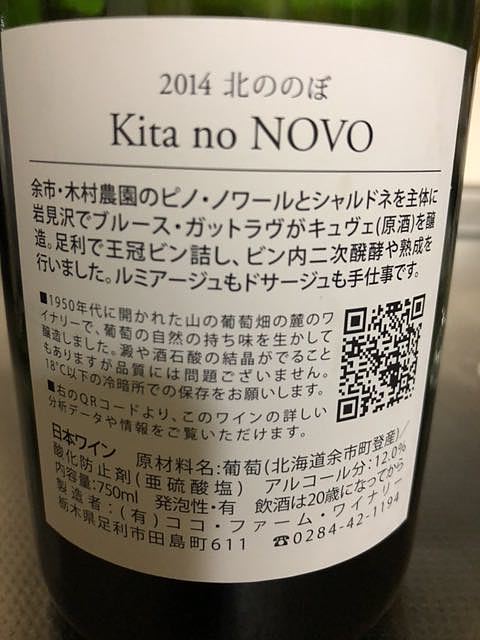 2014 北ののぼ
Kita no NOVO
余市・木村農園のピノ・ノワールとシャルドネを主体に
岩見沢でブルース・ガットラヴがキュヴェ(原酒)を醸
造。足利で王冠ビン詰し、ビン内二次醗酵や熟成を
行いました。ルミアージュもドサージュも手仕事です。
■1950年代に開かれた山の葡萄畑の麓のワ
イナリーで、葡萄の自然の持ち味を生かして
醸造しました。澱や酒石酸の結晶がでること
もありますが品質には問題ございません。
18℃以下の冷暗所での保存をお願いします。
■右のQRコードより、このワインの詳しい
分析データや情報をご覧いただけます。
日本ワイン 原材料名:葡萄(北海道余市町登産)/
酸化防止剤(亜硫酸塩) アルコール分:12.0%
内容量:750ml 発泡性・有 飲酒は20歳になってから
製造者:(有)ココ・ファーム・ワイナリー
栃木県足利市田島町611 ☎0284-42-1194